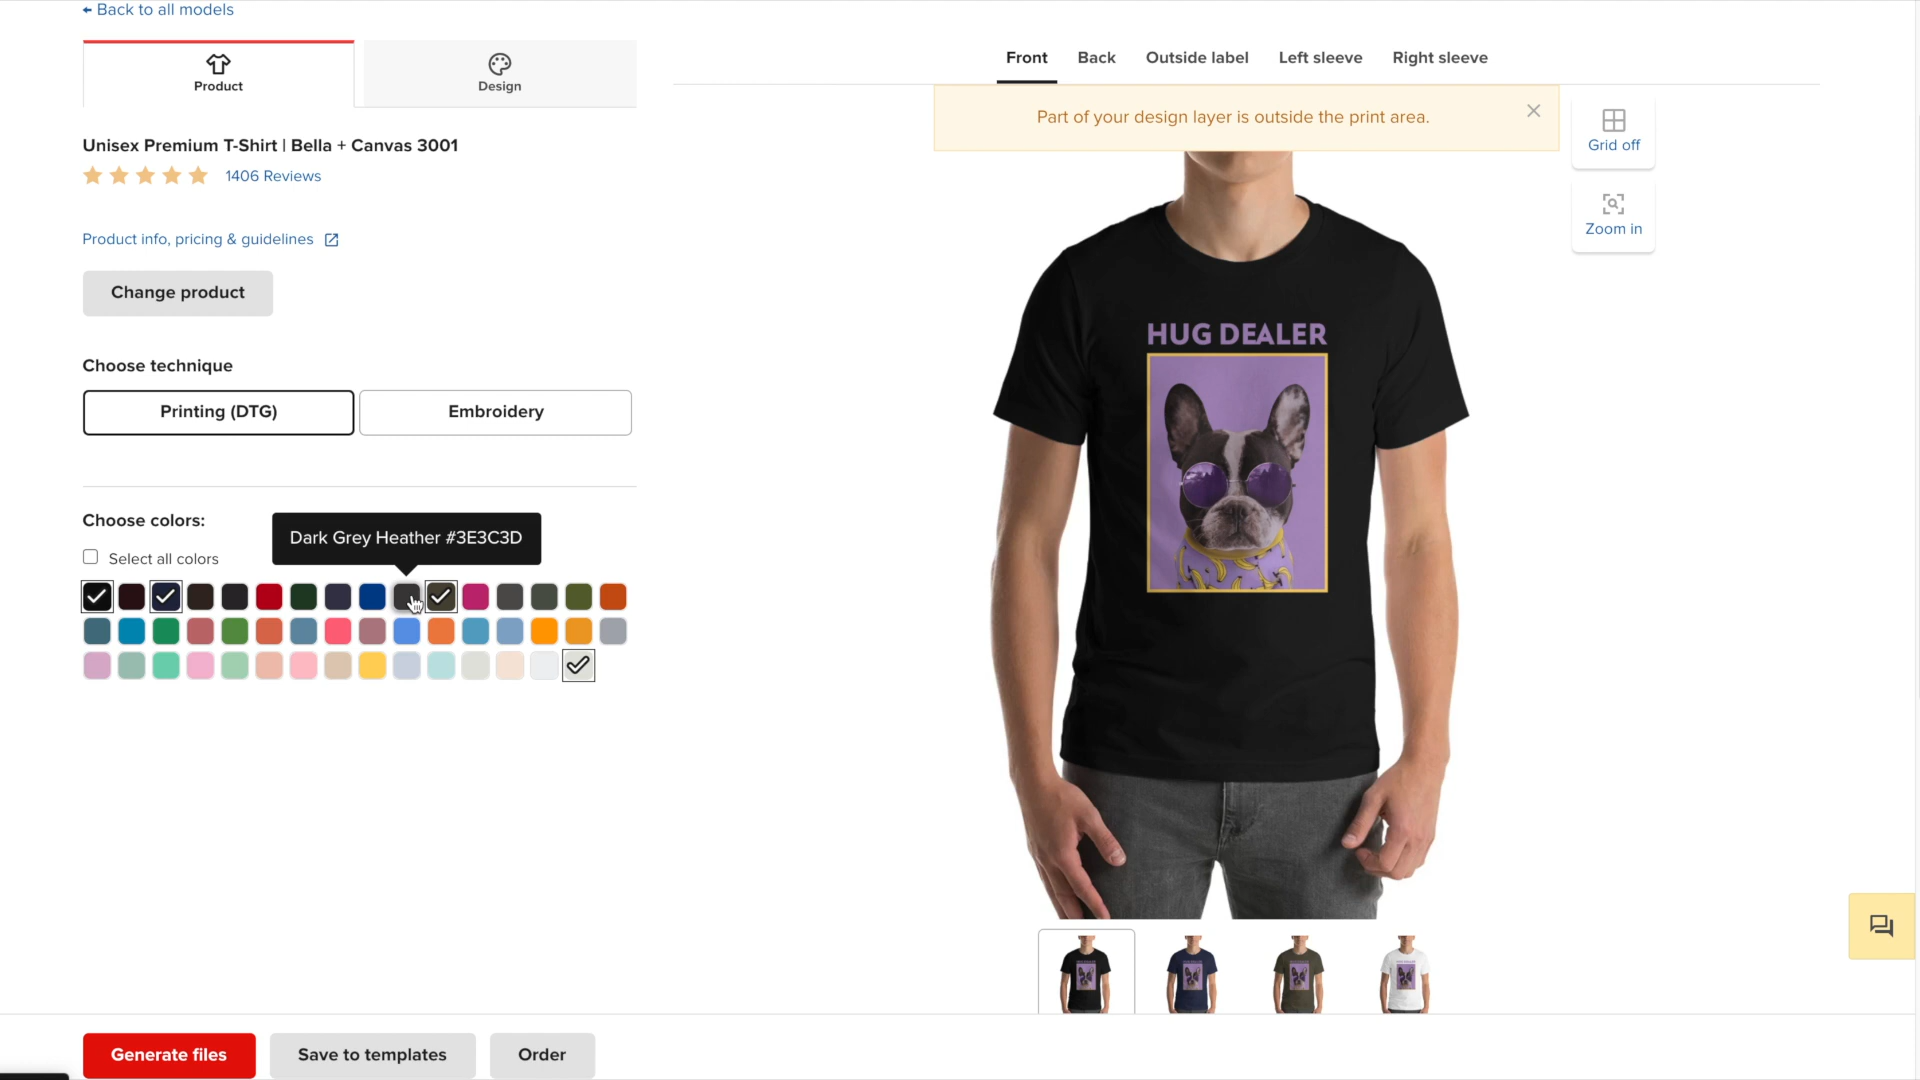 Back to all models
Product
Design
Unisex Premium T-Shirt | Bella + Canvas 3001
1406 Reviews
Product info, pricing & guidelines
Change product
Choose technique
Printing (DTG)
Embroidery
Choose colors:
Dark Grey Heather #3E3C3D
Select all colors
Front
Back
Outside label
Left sleeve
Right sleeve
Part of your design layer is outside the print area.
Grid off
Zoom in
HUG DEALER
Generate files
Save to templates
Order